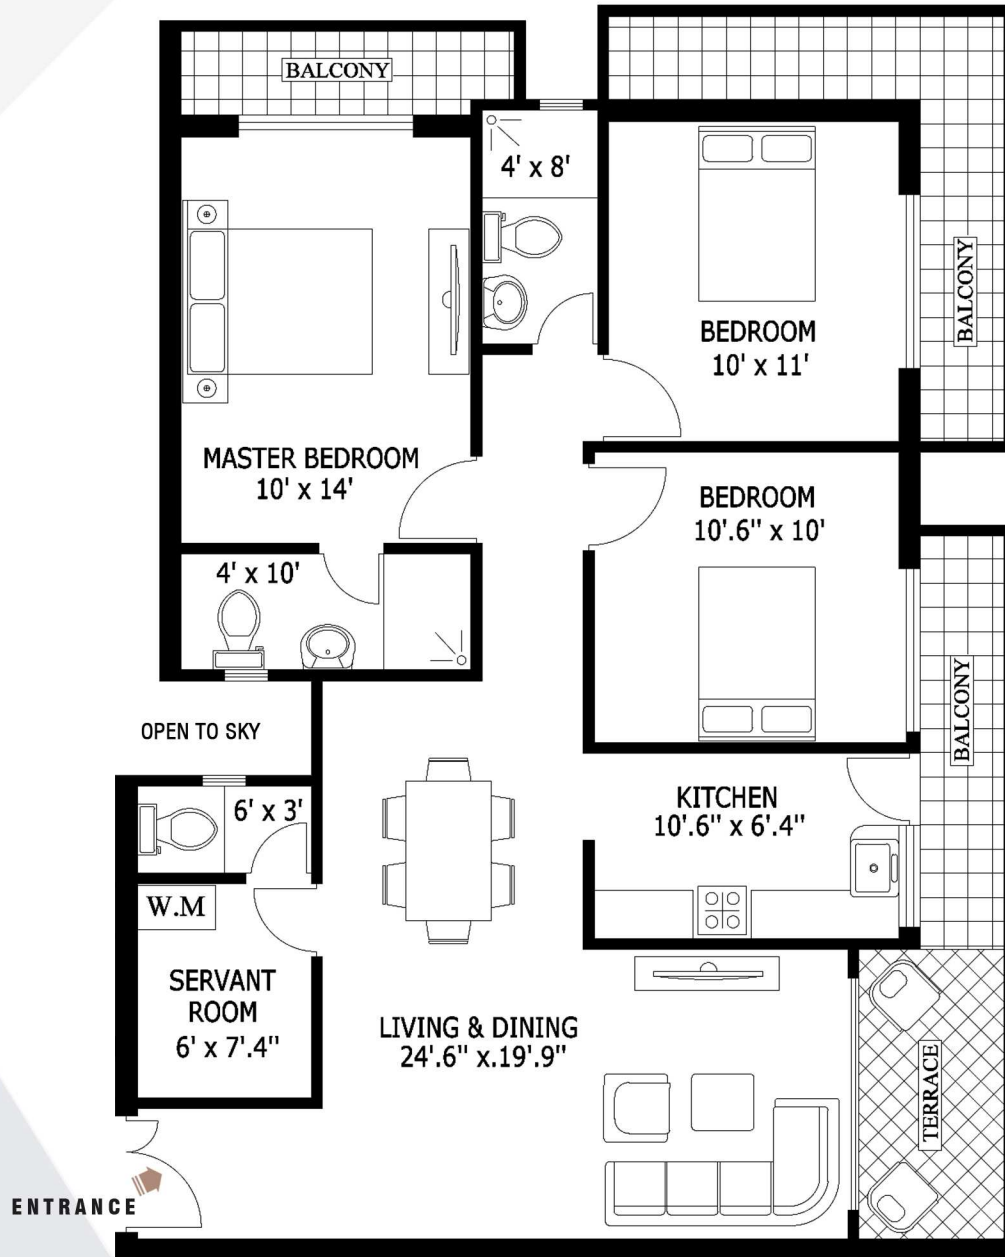 BALCONY
4' x 8'
BALCONY
BEDROOM
10' x 11'
MASTER BEDROOM
10' x 14'
BEDROOM
10'.6" x 10'
4' x 10'
BALCONY
OPEN TO SKY
6' x 3'
KITCHEN
10'.6" x 6'.4"
W.M
SERVANT
ROOM
6' x 7'.4"
LIVING & DINING
24'.6" x.19'.9"
TERRACE
ENTRANCE